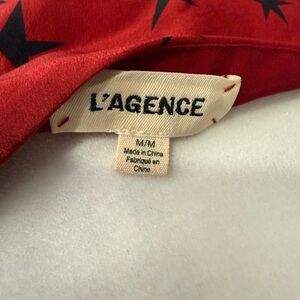 L'AGENCE
M/M
Made in China
Fabriqué en
Chine